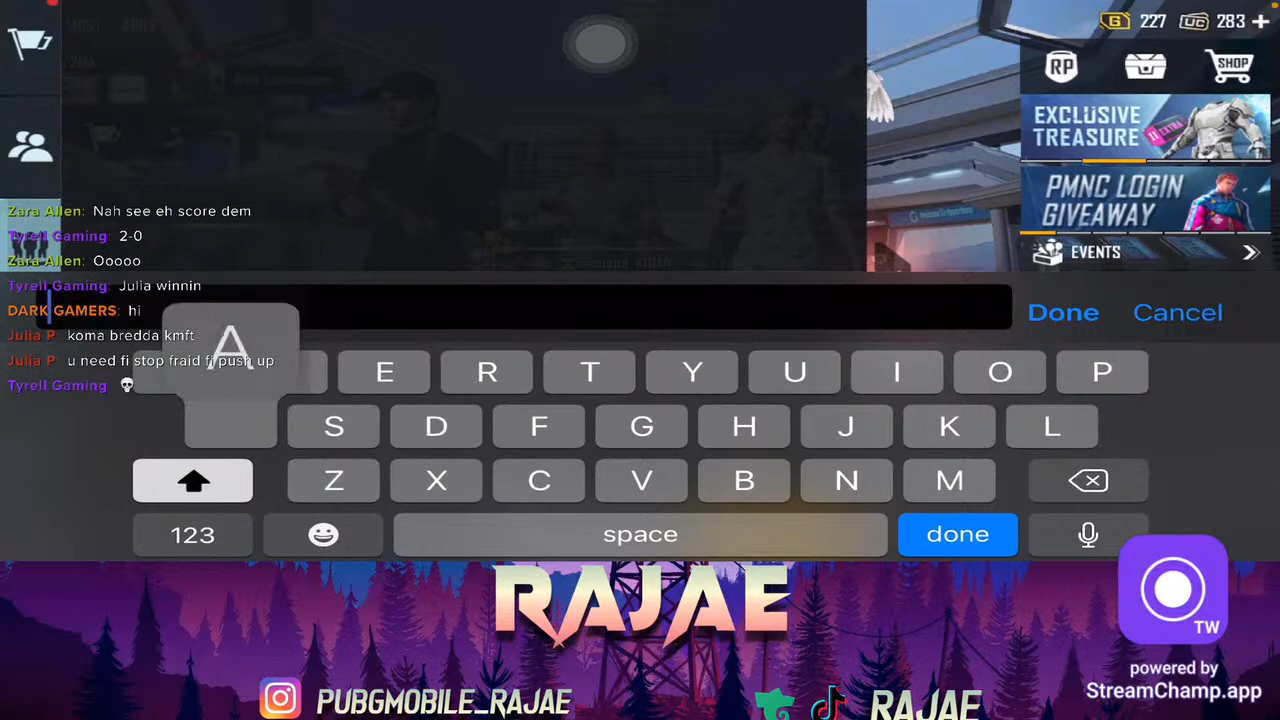 G 227 UC 283 +
RP
SHOP
EXCLUSIVE
TREASURE
EXTRA
PMNC LOGIN
GIVEAWAY
EVENTS
Zara Allen: Nah see eh score dem
Tyrell Gaming: 2-0
Zara Allen: Ooooo
Tyrell Gaming: Julia winnin
DARK GAMERS: hi
Julia P koma bredda kmft
Julia P u need fi stop fraid fi push up
Tyrell Gaming 💀
Done Cancel
A
E R T Y U I O P
S D F G H J K L
Z X C V B N M
123 space done
RAJAE
TW
powered by
StreamChamp.app
PUBGMOBILE_RAJAE
RAJAE